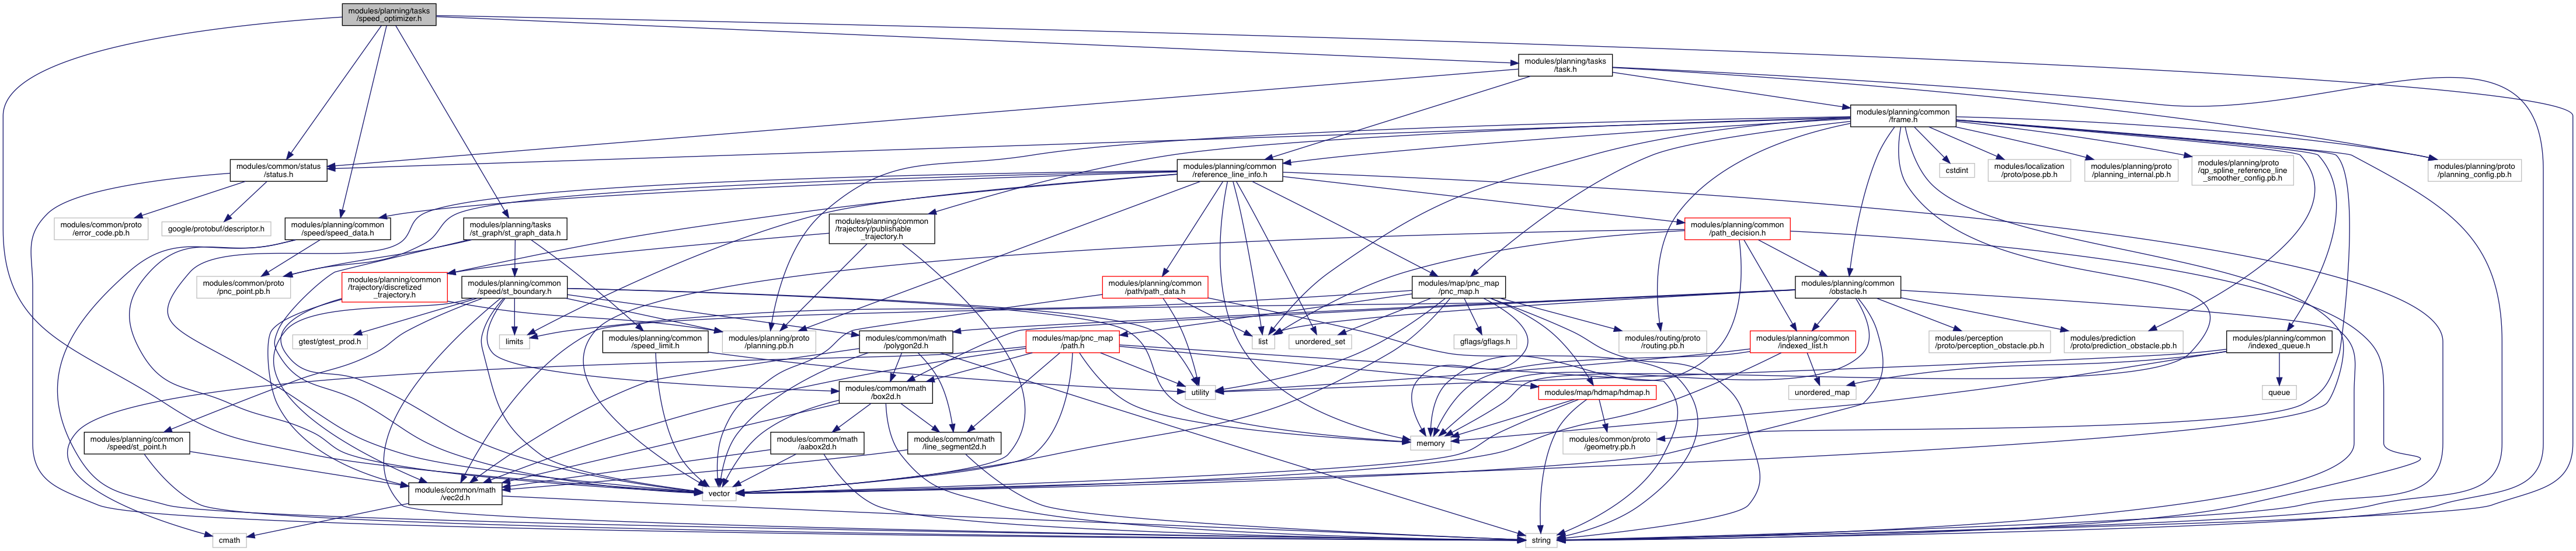 modules/planning/tasks
/speed_optimizer.h
modules/planning/tasks
/task.h
modules/planning/common
/frame.h
modules/common/status
/status.h
modules/planning/common
/reference_line_info.h
cstdint
modules/localization
/proto/pose.pb.h
modules/planning/proto
/planning_internal.pb.h
modules/planning/proto
/qp_spline_reference_line
_smoother_config.pb.h
modules/planning/proto
/planning_config.pb.h
modules/common/proto
/error_code.pb.h
google/protobuf/descriptor.h
modules/planning/common
/speed/speed_data.h
modules/planning/tasks
/st_graph/st_graph_data.h
modules/planning/common
/trajectory/publishable
_trajectory.h
modules/planning/common
/path_decision.h
modules/common/proto
/pnc_point.pb.h
modules/planning/common
/trajectory/discretized
_trajectory.h
modules/planning/common
/speed/st_boundary.h
modules/planning/common
/path/path_data.h
modules/map/pnc_map
/pnc_map.h
modules/planning/common
/obstacle.h
gtest/gtest_prod.h
limits
modules/planning/common
/speed_limit.h
modules/planning/proto
/planning.pb.h
modules/common/math
/polygon2d.h
modules/map/pnc_map
/path.h
list
unordered_set
gflags/gflags.h
modules/routing/proto
/routing.pb.h
modules/planning/common
/indexed_list.h
modules/perception
/proto/perception_obstacle.pb.h
modules/prediction
/proto/prediction_obstacle.pb.h
modules/planning/common
/indexed_queue.h
modules/common/math
/box2d.h
utility
modules/map/hdmap/hdmap.h
unordered_map
queue
modules/planning/common
/speed/st_point.h
modules/common/math
/aabox2d.h
modules/common/math
/line_segment2d.h
memory
modules/common/proto
/geometry.pb.h
modules/common/math
/vec2d.h
vector
cmath
string